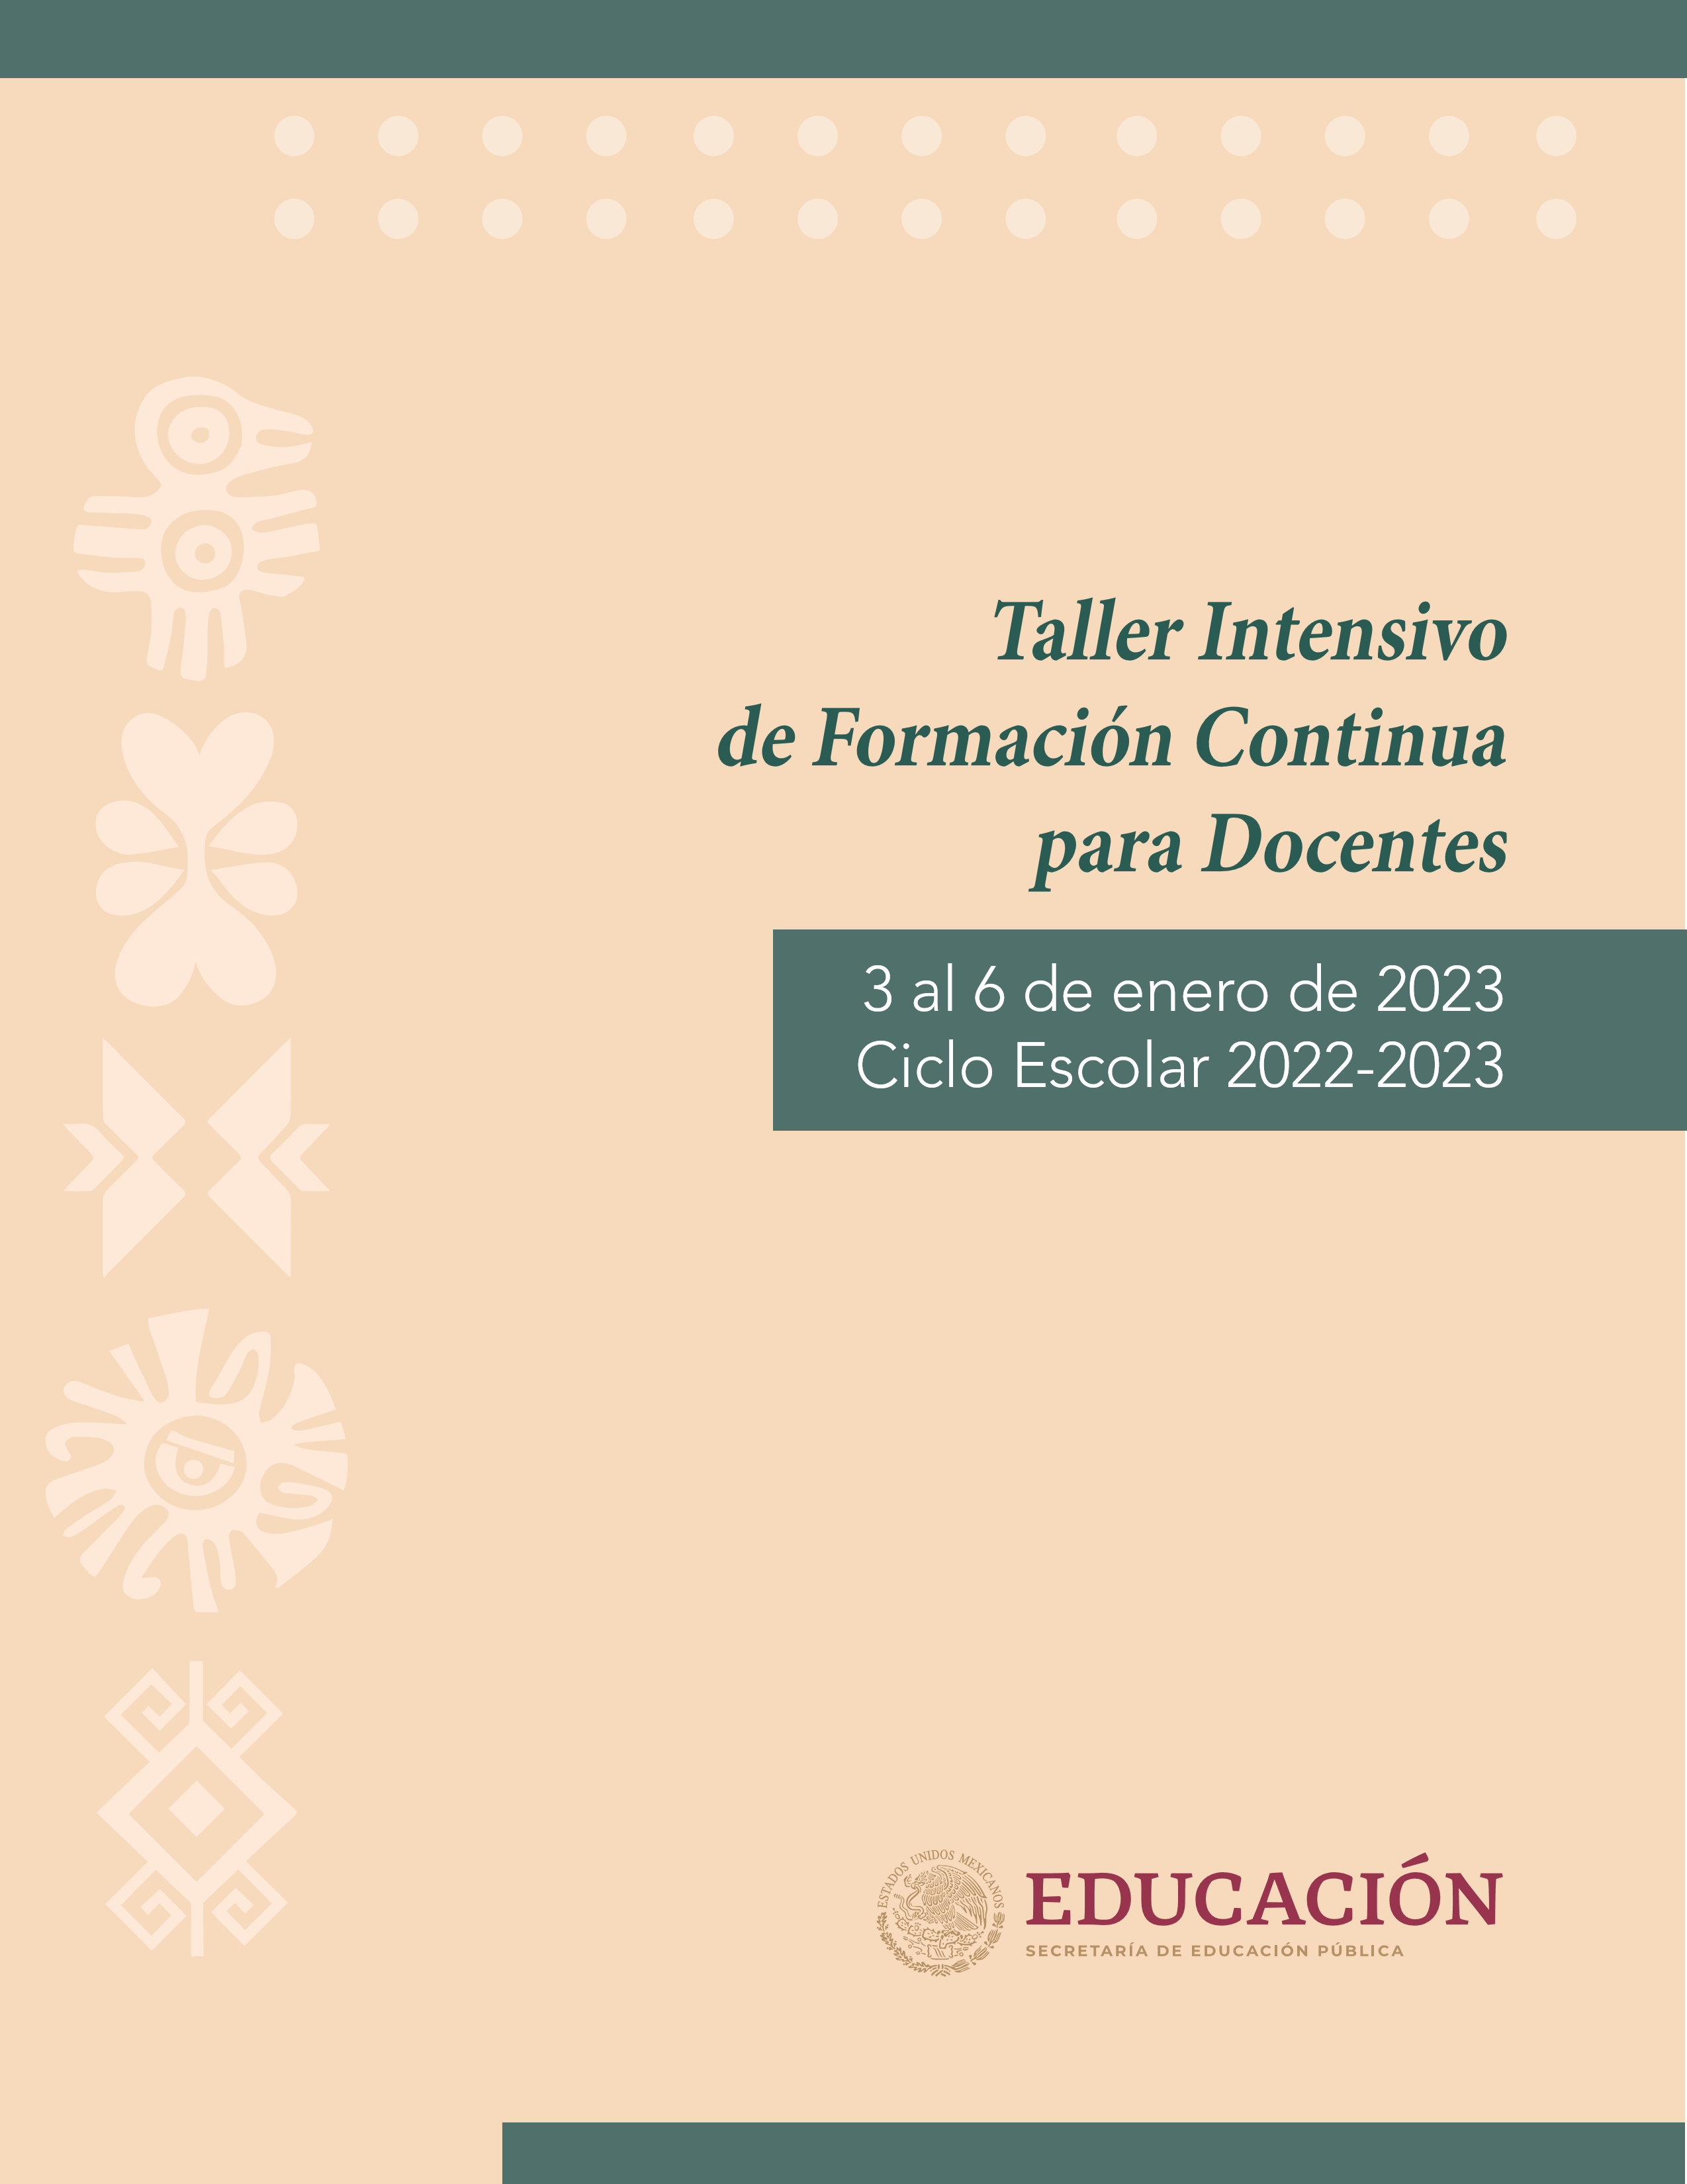 Taller Intensivo
de Formación Continua
para Docentes
3 al 6 de enero de 2023
Ciclo Escolar 2022-2023
ESTADOS UNIDOS MEXICANOS
EDUCACIÓN
SECRETARÍA DE EDUCACIÓN PÚBLICA